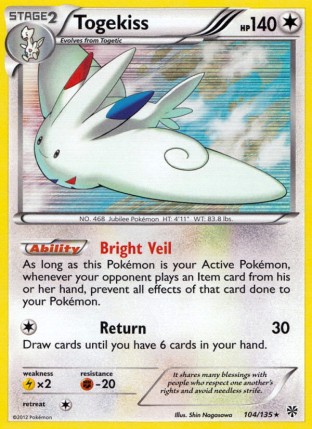 STAGE2 Togekiss HP140
Evolves from Togetic
NO. 468 Jubilee Pokémon HT: 4'11" WT: 83.8 lbs.
Ability Bright Veil
As long as this Pokémon is your Active Pokémon,
whenever your opponent plays an Item card from his
or her hand, prevent all effects of that card done to
your Pokémon.
Return 30
Draw cards until you have 6 cards in your hand.
weakness resistance
×2 -20
retreat
It shares many blessings with
people who respect one another's
rights and avoid needless strife.
©2012 Pokémon Illus. Shin Nagasawa 104/135 ★